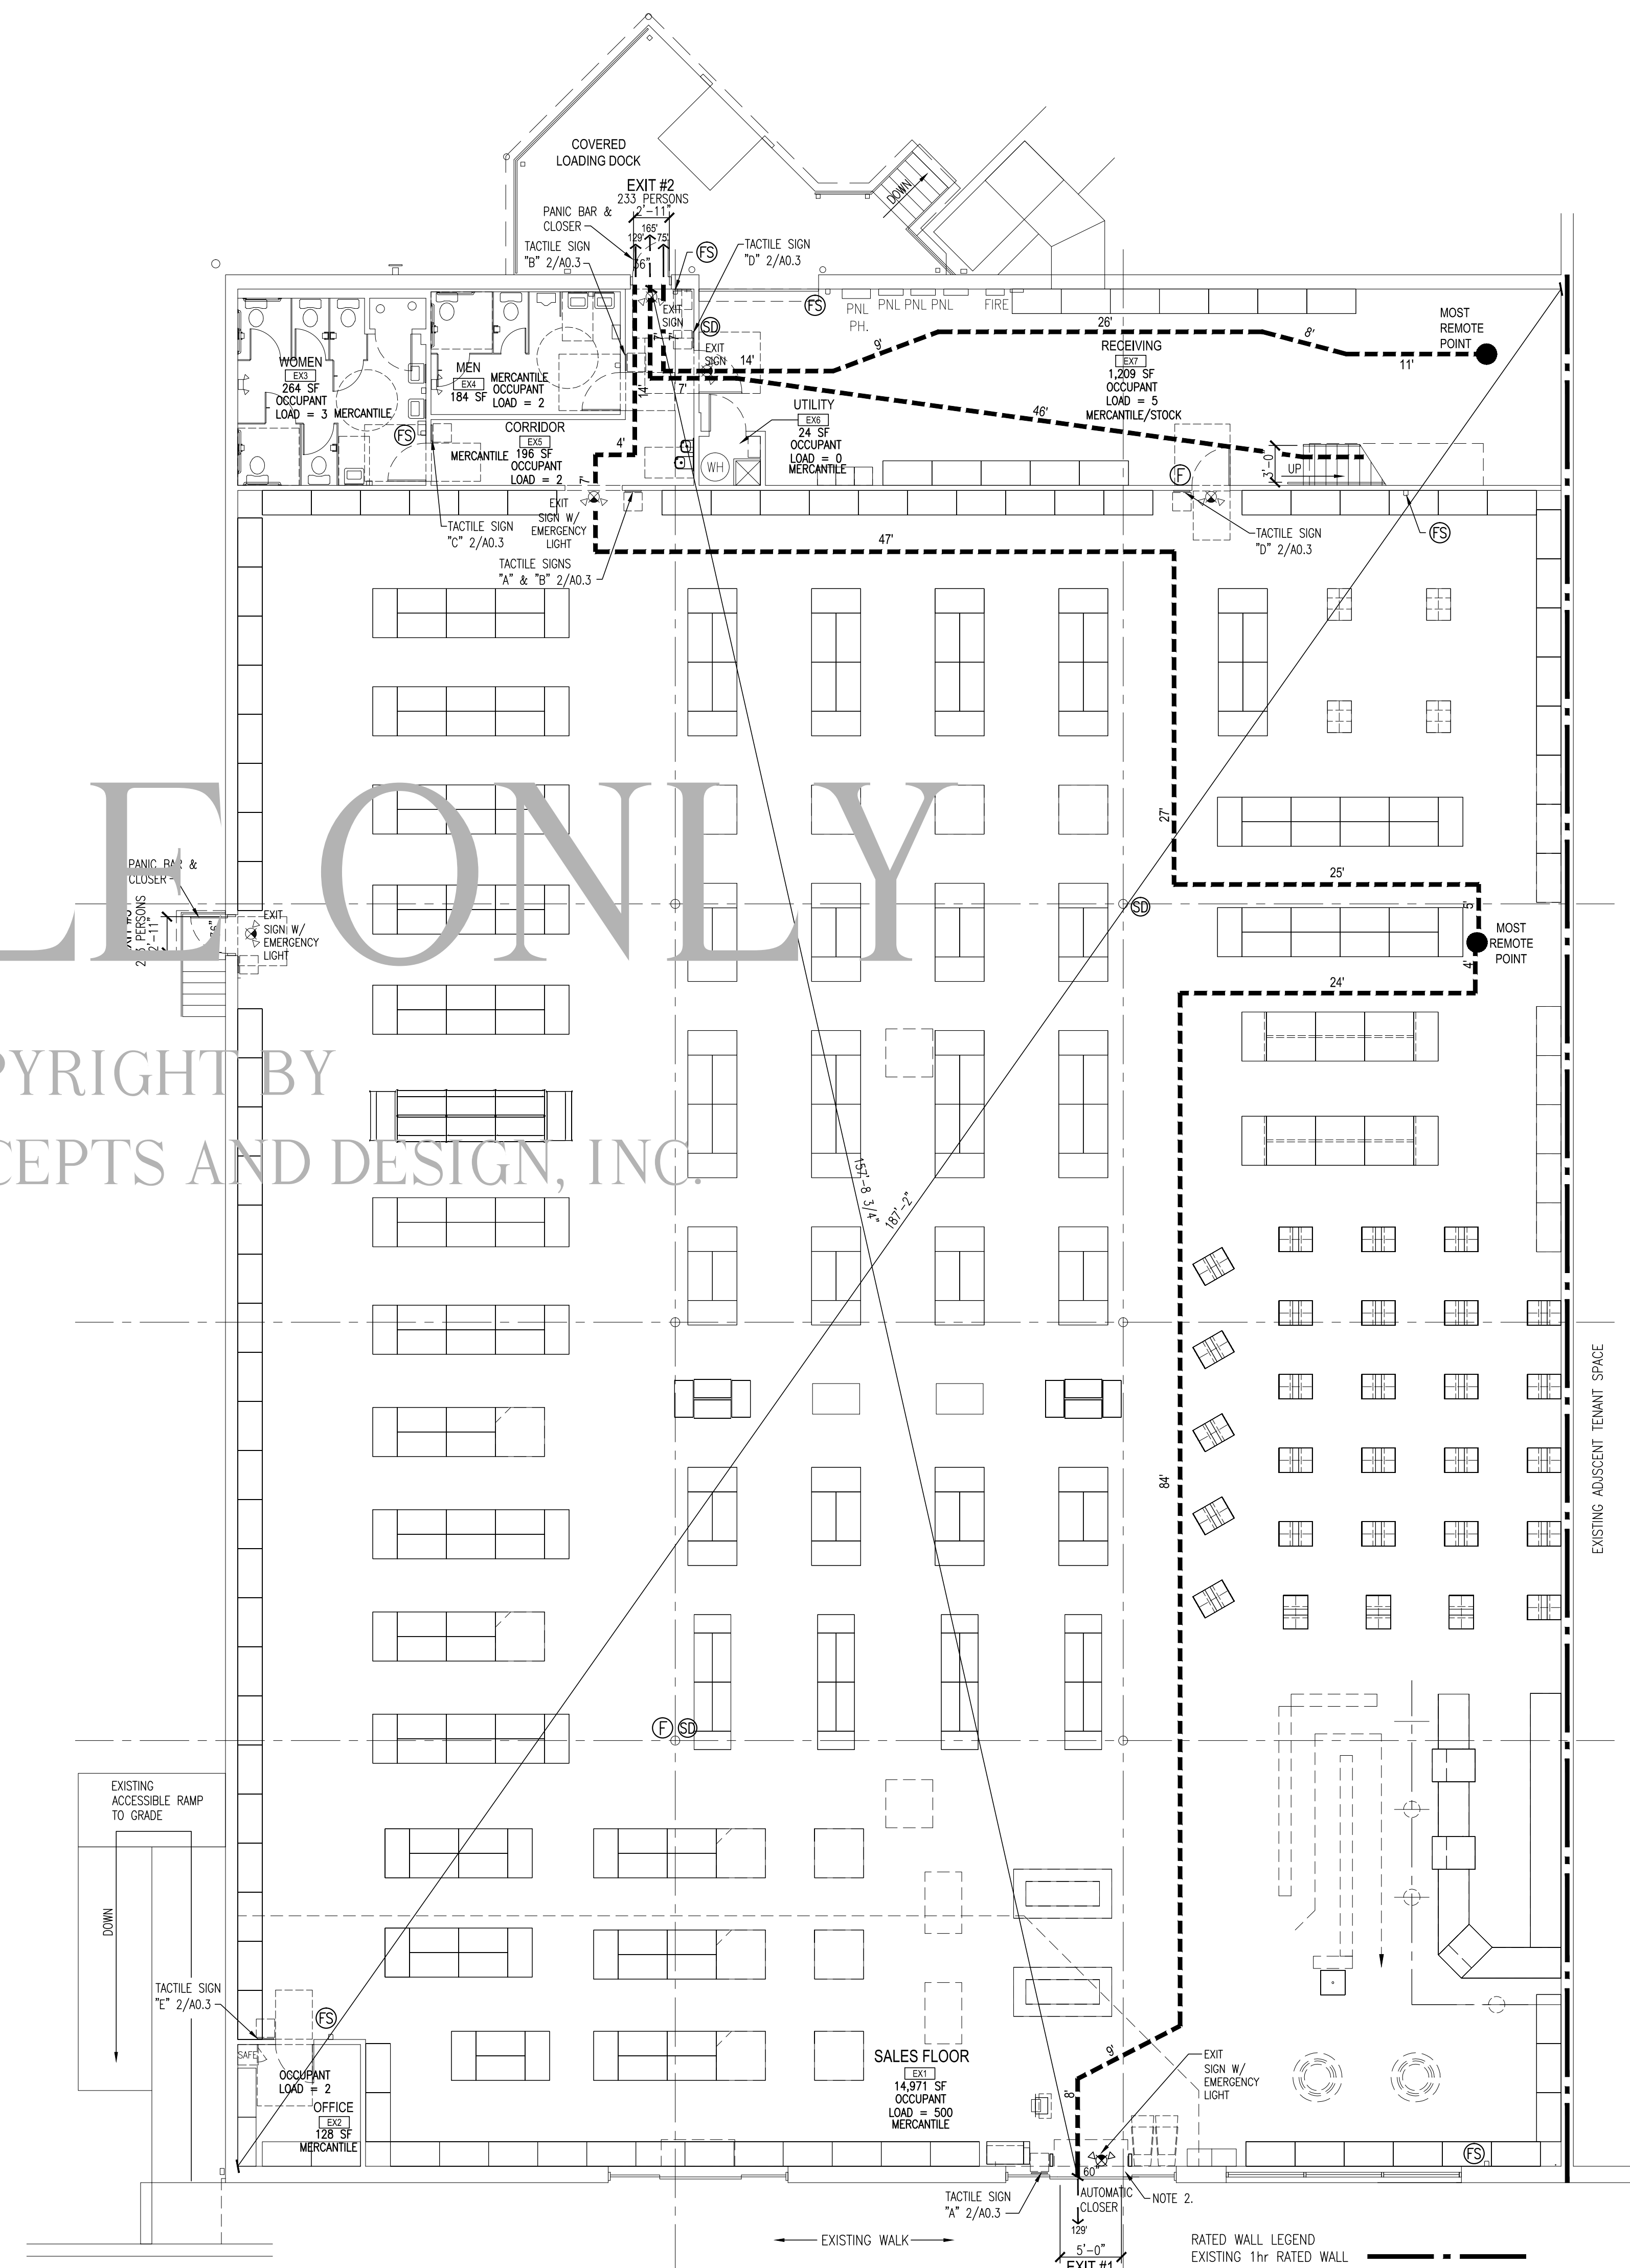 COVERED
LOADING DOCK
DOWN
EXIT #2
233 PERSONS
2'-11"
PANIC BAR &
CLOSER
165'
129'
75'
36"
TACTILE SIGN
"B" 2/A0.3
FS
TACTILE SIGN
"D" 2/A0.3
EXIT
SIGN
SD
EXIT
SIGN
7'
7'
14'
7'
14'
4'
7'
FS
PNL
PH.
PNL PNL PNL
FIRE
9'
26'
8'
11'
46'
MOST
REMOTE
POINT
RECEIVING
EX7
1,209 SF
OCCUPANT
LOAD = 5
MERCANTILE/STOCK
WOMEN
EX3
264 SF
OCCUPANT
LOAD = 3
MERCANTILE
MEN
EX4
184 SF
MERCANTILE
OCCUPANT
LOAD = 2
FS
CORRIDOR
EX5
196 SF
OCCUPANT
LOAD = 2
MERCANTILE
UTILITY
EX6
24 SF
OCCUPANT
LOAD = 0
MERCANTILE
WH
F
UP
3'-0"
TACTILE SIGN
"C" 2/A0.3
EXIT
SIGN W/
EMERGENCY
LIGHT
TACTILE SIGNS
"A" & "B" 2/A0.3
47'
TACTILE SIGN
"D" 2/A0.3
FS
LE ONLY
27'
25'
5'
SD
MOST
REMOTE
POINT
4'
24'
PANIC BAR &
CLOSER
PERSONS
2'-11"
36"
EXIT
SIGN W/
EMERGENCY
LIGHT
PYRIGHT BY
CEPTS AND DESIGN, INC.
157'-8 3/4"
187'-2"
84'
EXISTING ADJSCENT TENANT SPACE
F SD
EXISTING
ACCESSIBLE RAMP
TO GRADE
DOWN
TACTILE SIGN
"E" 2/A0.3
FS
SAFE
OCCUPANT
LOAD = 2
OFFICE
EX2
128 SF
MERCANTILE
SALES FLOOR
EX1
14,971 SF
OCCUPANT
LOAD = 500
MERCANTILE
9'
8'
EXIT
SIGN W/
EMERGENCY
LIGHT
FS
60"
TACTILE SIGN
"A" 2/A0.3
AUTOMATIC
CLOSER
NOTE 2.
129'
5'-0"
EXIT #1
EXISTING WALK
RATED WALL LEGEND
EXISTING 1hr RATED WALL